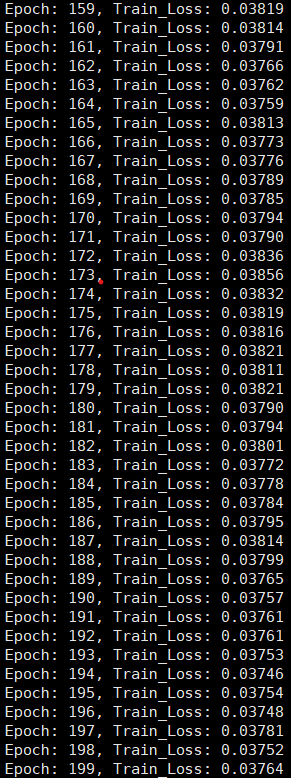 Epoch: 159, Train_Loss: 0.03819
Epoch: 160, Train_Loss: 0.03814
Epoch: 161, Train_Loss: 0.03791
Epoch: 162, Train_Loss: 0.03766
Epoch: 163, Train_Loss: 0.03762
Epoch: 164, Train_Loss: 0.03759
Epoch: 165, Train_Loss: 0.03813
Epoch: 166, Train_Loss: 0.03773
Epoch: 167, Train_Loss: 0.03776
Epoch: 168, Train_Loss: 0.03789
Epoch: 169, Train_Loss: 0.03785
Epoch: 170, Train_Loss: 0.03794
Epoch: 171, Train_Loss: 0.03790
Epoch: 172, Train_Loss: 0.03836
Epoch: 173, Train_Loss: 0.03856
Epoch: 174, Train_Loss: 0.03832
Epoch: 175, Train_Loss: 0.03819
Epoch: 176, Train_Loss: 0.03816
Epoch: 177, Train_Loss: 0.03821
Epoch: 178, Train_Loss: 0.03811
Epoch: 179, Train_Loss: 0.03821
Epoch: 180, Train_Loss: 0.03790
Epoch: 181, Train_Loss: 0.03794
Epoch: 182, Train_Loss: 0.03801
Epoch: 183, Train_Loss: 0.03772
Epoch: 184, Train_Loss: 0.03778
Epoch: 185, Train_Loss: 0.03784
Epoch: 186, Train_Loss: 0.03795
Epoch: 187, Train_Loss: 0.03814
Epoch: 188, Train_Loss: 0.03799
Epoch: 189, Train_Loss: 0.03765
Epoch: 190, Train_Loss: 0.03757
Epoch: 191, Train_Loss: 0.03761
Epoch: 192, Train_Loss: 0.03761
Epoch: 193, Train_Loss: 0.03753
Epoch: 194, Train_Loss: 0.03746
Epoch: 195, Train_Loss: 0.03754
Epoch: 196, Train_Loss: 0.03748
Epoch: 197, Train_Loss: 0.03781
Epoch: 198, Train_Loss: 0.03752
Epoch: 199, Train_Loss: 0.03764